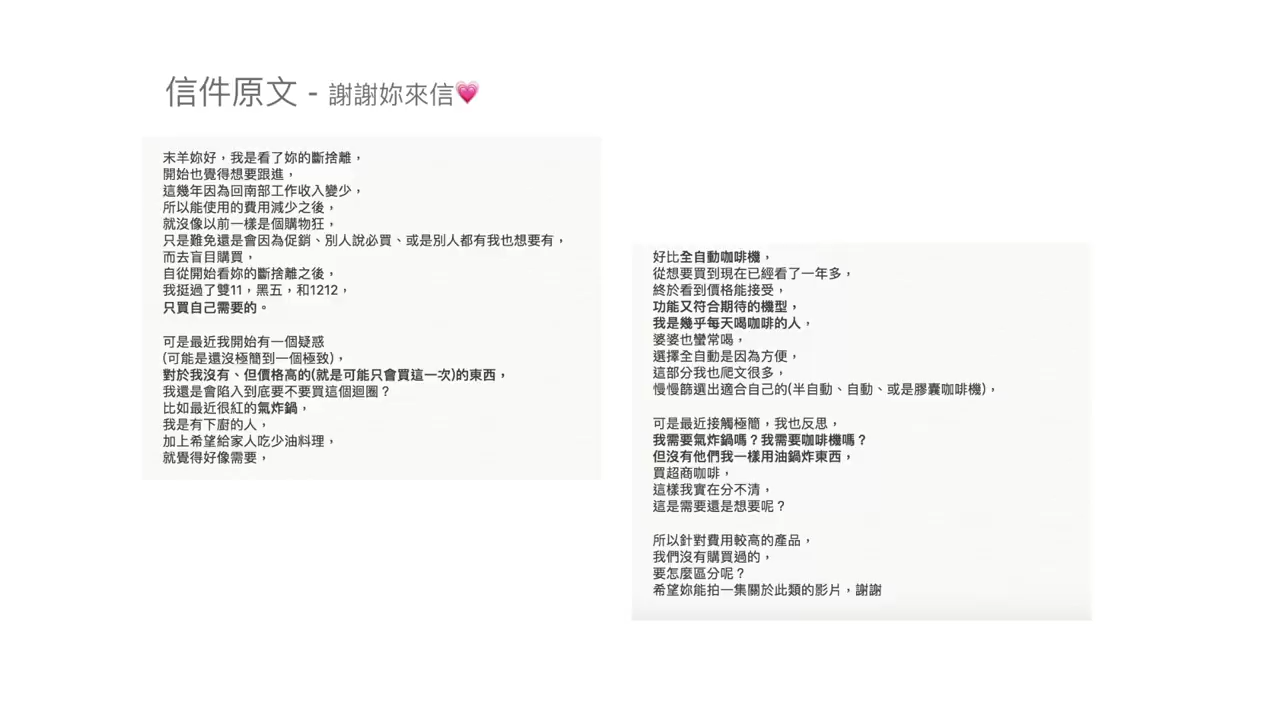 信件原文 - 謝謝妳來信💗
末羊妳好，我是看了妳的斷捨離，
開始也覺得想要跟進，
這幾年因為回南部工作收入變少，
所以能使用的費用減少之後，
就沒像以前一樣是個購物狂，
只是難免還是會因為促銷、別人說必買、或是別人都有我也想要有，
而去盲目購買，
自從開始看妳的斷捨離之後，
我挺過了雙11，黑五，和1212，
只買自己需要的。
可是最近我開始有一個疑惑
(可能是還沒極簡到一個極致)，
對於我沒有、但價格高的(就是可能只會買這一次)的東西，
我還是會陷入到底要不要買這個迴圈？
比如最近很紅的氣炸鍋，
我是有下廚的人，
加上希望給家人吃少油料理，
就覺得好像需要，
好比全自動咖啡機，
從想要買到現在已經看了一年多，
終於看到價格能接受，
功能又符合期待的機型，
我是幾乎每天喝咖啡的人，
婆婆也蠻常喝，
選擇全自動是因為方便，
這部分我也爬文很多，
慢慢篩選出適合自己的(半自動、自動、或是膠囊咖啡機)，
可是最近接觸極簡，我也反思，
我需要氣炸鍋嗎？我需要咖啡機嗎？
但沒有他們我一樣用油鍋炸東西，
買超商咖啡，
這樣我實在分不清，
這是需要還是想要呢？
所以針對費用較高的產品，
我們沒有購買過的，
要怎麼區分呢？
希望妳能拍一集關於此類的影片，謝謝